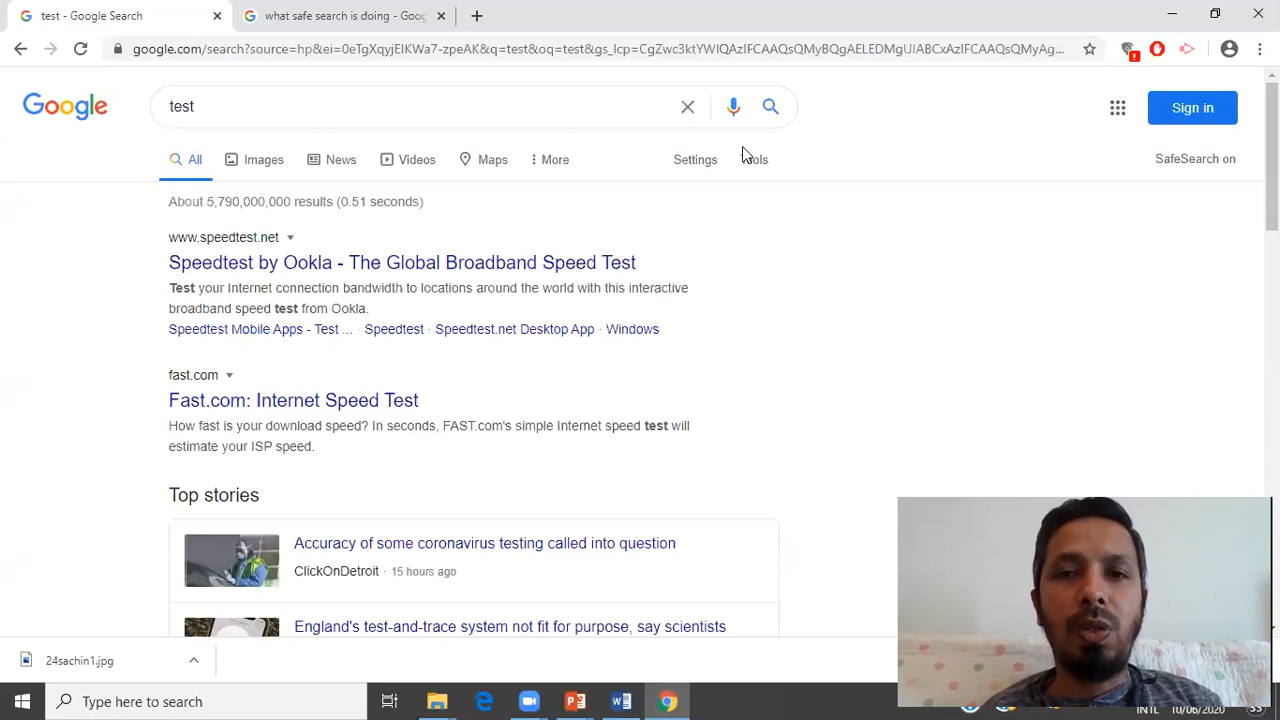 test - Google Search
what safe search is doing - Goog
google.com/search?source=hp&ei=0eTgXqyjEIKWa7-zpeAK&q=test&oq=test&gs_lcp=CgZwc3ktYWIQAzIFCAAQsQMyBQgAELEDMgUIABCxAzIFCAAQsQMyAg...
Google
test
Sign in
All
Images
News
Videos
Maps
More
Settings
SafeSearch on
About 5,790,000,000 results (0.51 seconds)
www.speedtest.net
Speedtest by Ookla - The Global Broadband Speed Test
Test your Internet connection bandwidth to locations around the world with this interactive
broadband speed test from Ookla.
Speedtest Mobile Apps - Test ... · Speedtest · Speedtest.net Desktop App · Windows
fast.com
Fast.com: Internet Speed Test
How fast is your download speed? In seconds, FAST.com's simple Internet speed test will
estimate your ISP speed.
Top stories
Accuracy of some coronavirus testing called into question
ClickOnDetroit · 15 hours ago
England's test-and-trace system not fit for purpose, say scientists
24sachin1.jpg
Type here to search
INTL
10/06/2020